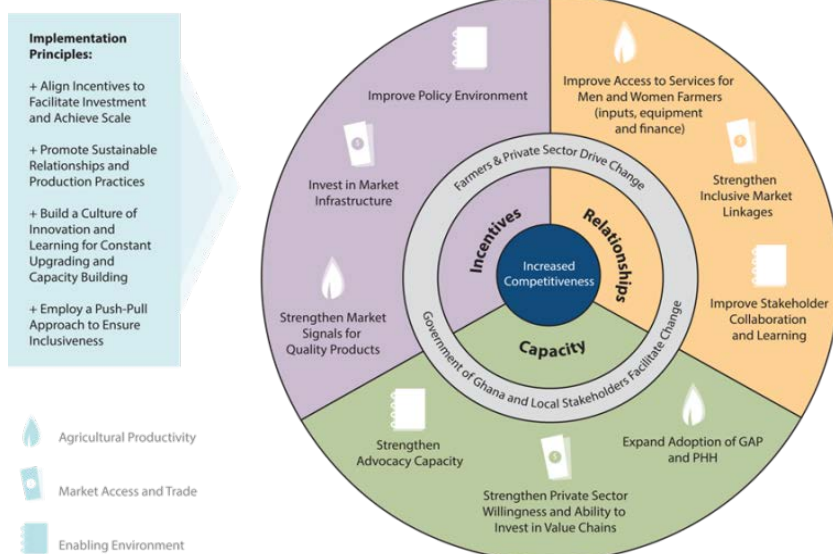 Implementation
Principles:
+ Align Incentives to
Facilitate Investment
and Achieve Scale
+ Promote Sustainable
Relationships and
Production Practices
+ Build a Culture of
Innovation and
Learning for Constant
Upgrading and
Capacity Building
+ Employ a Push-Pull
Approach to Ensure
Inclusiveness
Agricultural Productivity
Market Access and Trade
Enabling Environment
Improve Policy Environment
Invest in Market
Infrastructure
Strengthen Market
Signals for
Quality Products
Improve Access to Services for
Men and Women Farmers
(inputs, equipment
and finance)
Strengthen
Inclusive Market
Linkages
Improve Stakeholder
Collaboration
and Learning
Farmers & Private Sector Drive Change
Incentives
Relationships
Increased
Competitiveness
Capacity
Government of Ghana and Local Stakeholders Facilitate Change
Strengthen
Advocacy Capacity
Strengthen Private Sector
Willingness and Ability to
Invest in Value Chains
Expand Adoption of GAP
and PHH